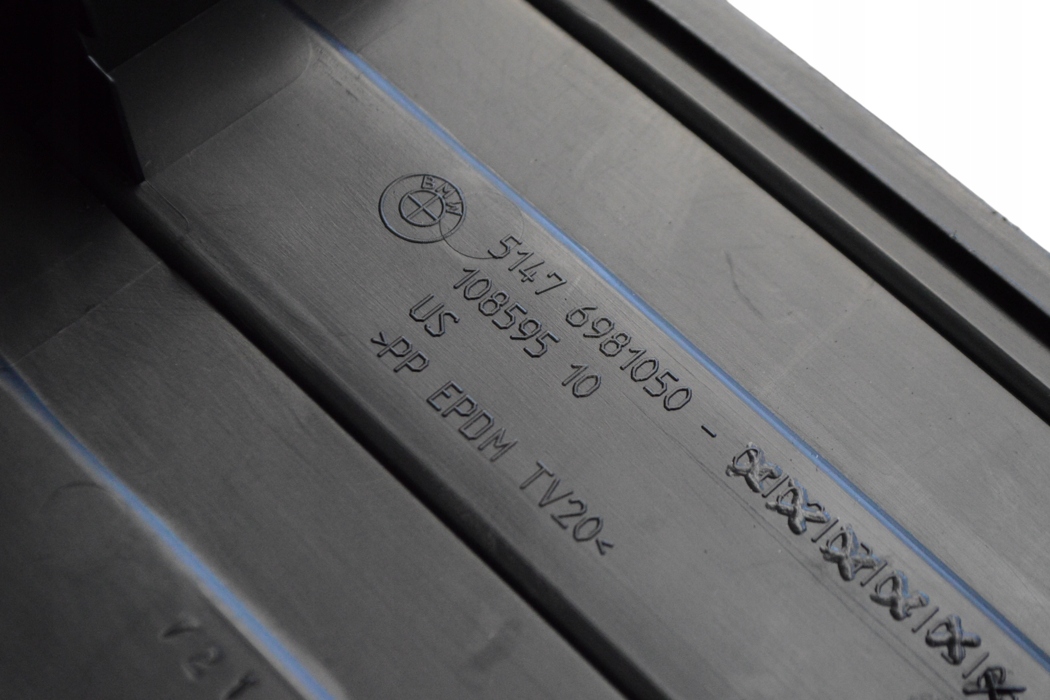 BMW
5147 6981050 -
108595 10
US
>PP EPDM TV20<